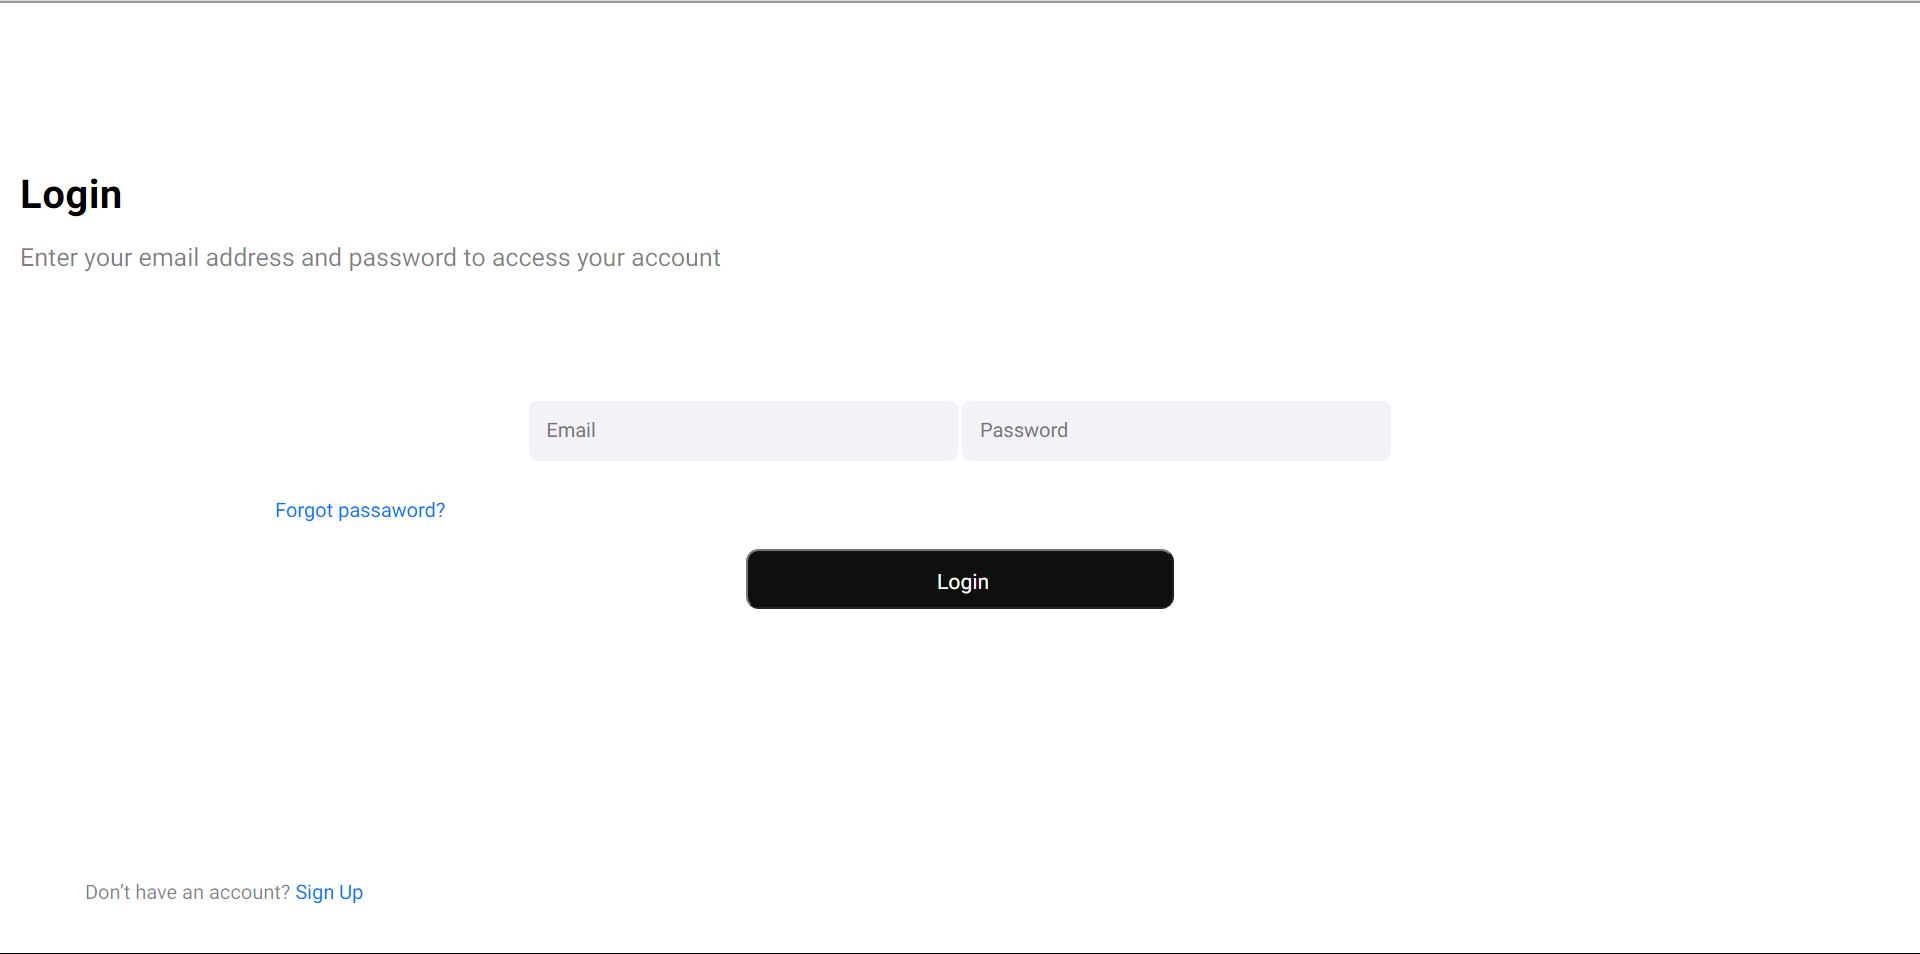 Login
Enter your email address and password to access your account
Email Password
Forgot passaword?
Login
Don’t have an account? Sign Up